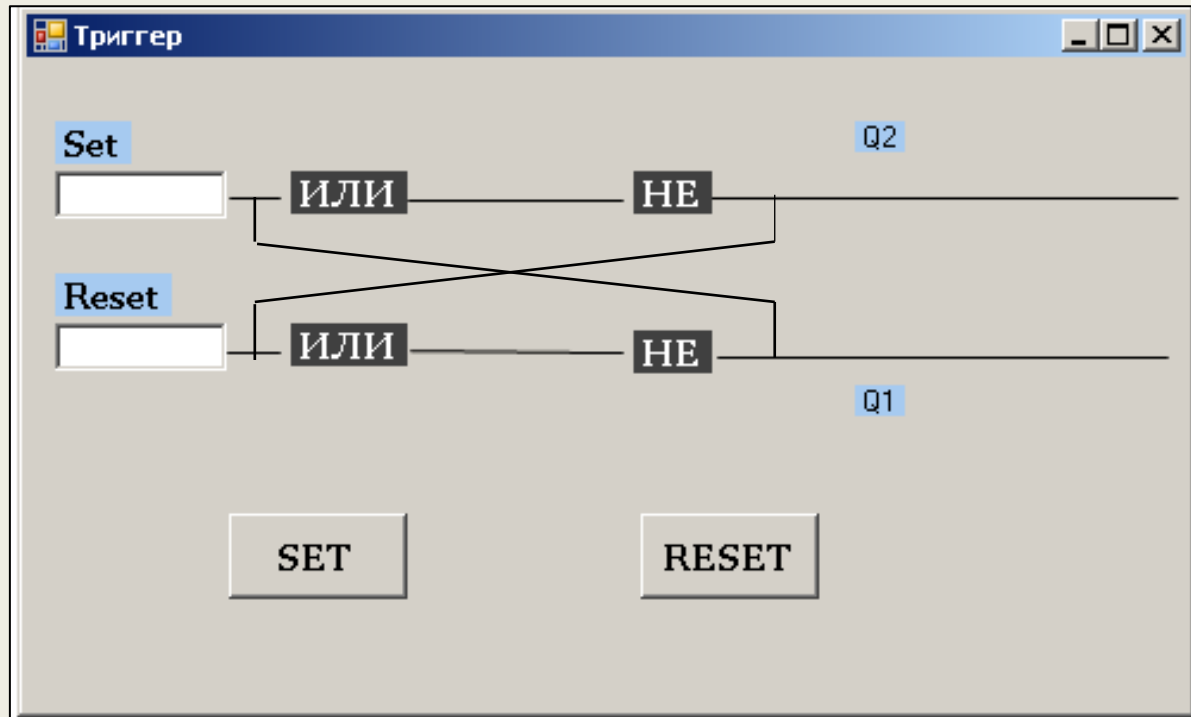 Триггер
Set
Q2
ИЛИ НЕ
Reset
ИЛИ НЕ
Q1
SET RESET